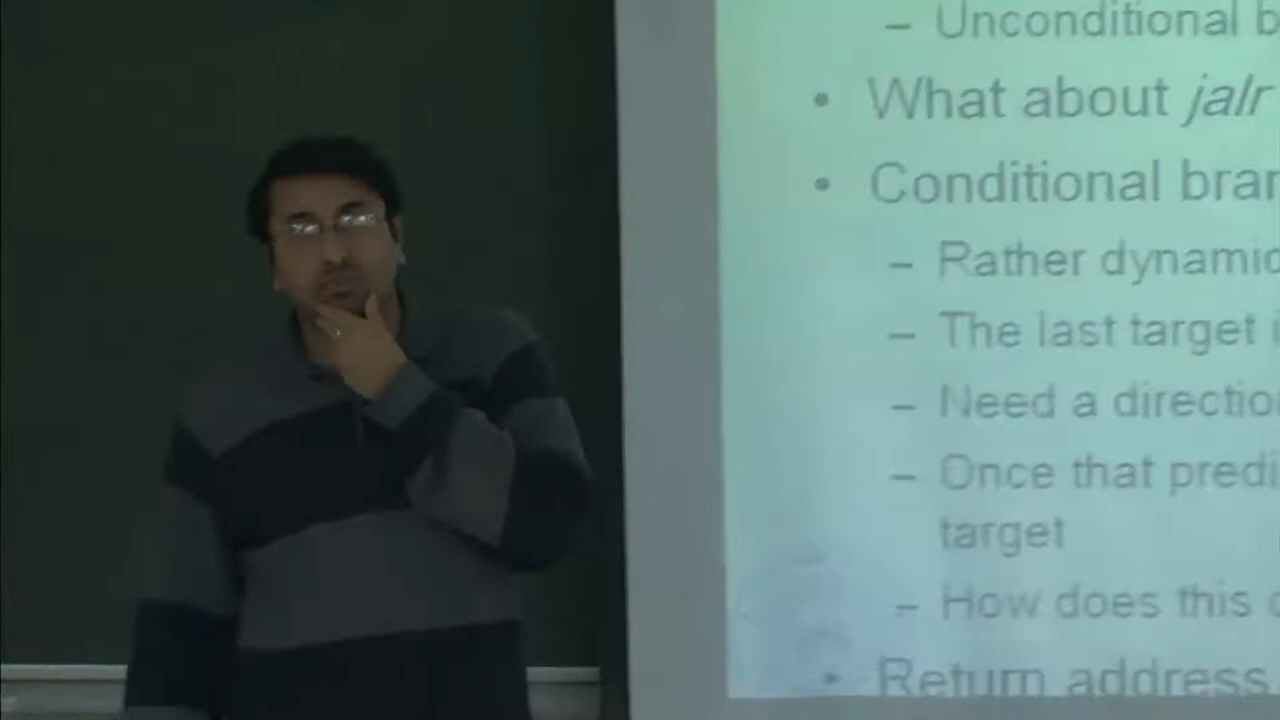 – Unconditional b
• What about jalr
• Conditional bran
– Rather dynamic
– The last target i
– Need a directio
– Once that predi
target
– How does this
• Return address